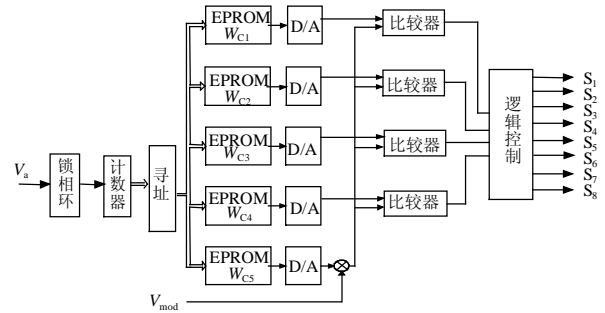 EPROM
W_C1
D/A
比较器
EPROM
W_C2
D/A
比较器
EPROM
W_C3
D/A
比较器
EPROM
W_C4
D/A
比较器
EPROM
W_C5
D/A
V_a
锁相环
计数器
寻址
V_mod
逻辑控制
S_1
S_2
S_3
S_4
S_5
S_6
S_7
S_8